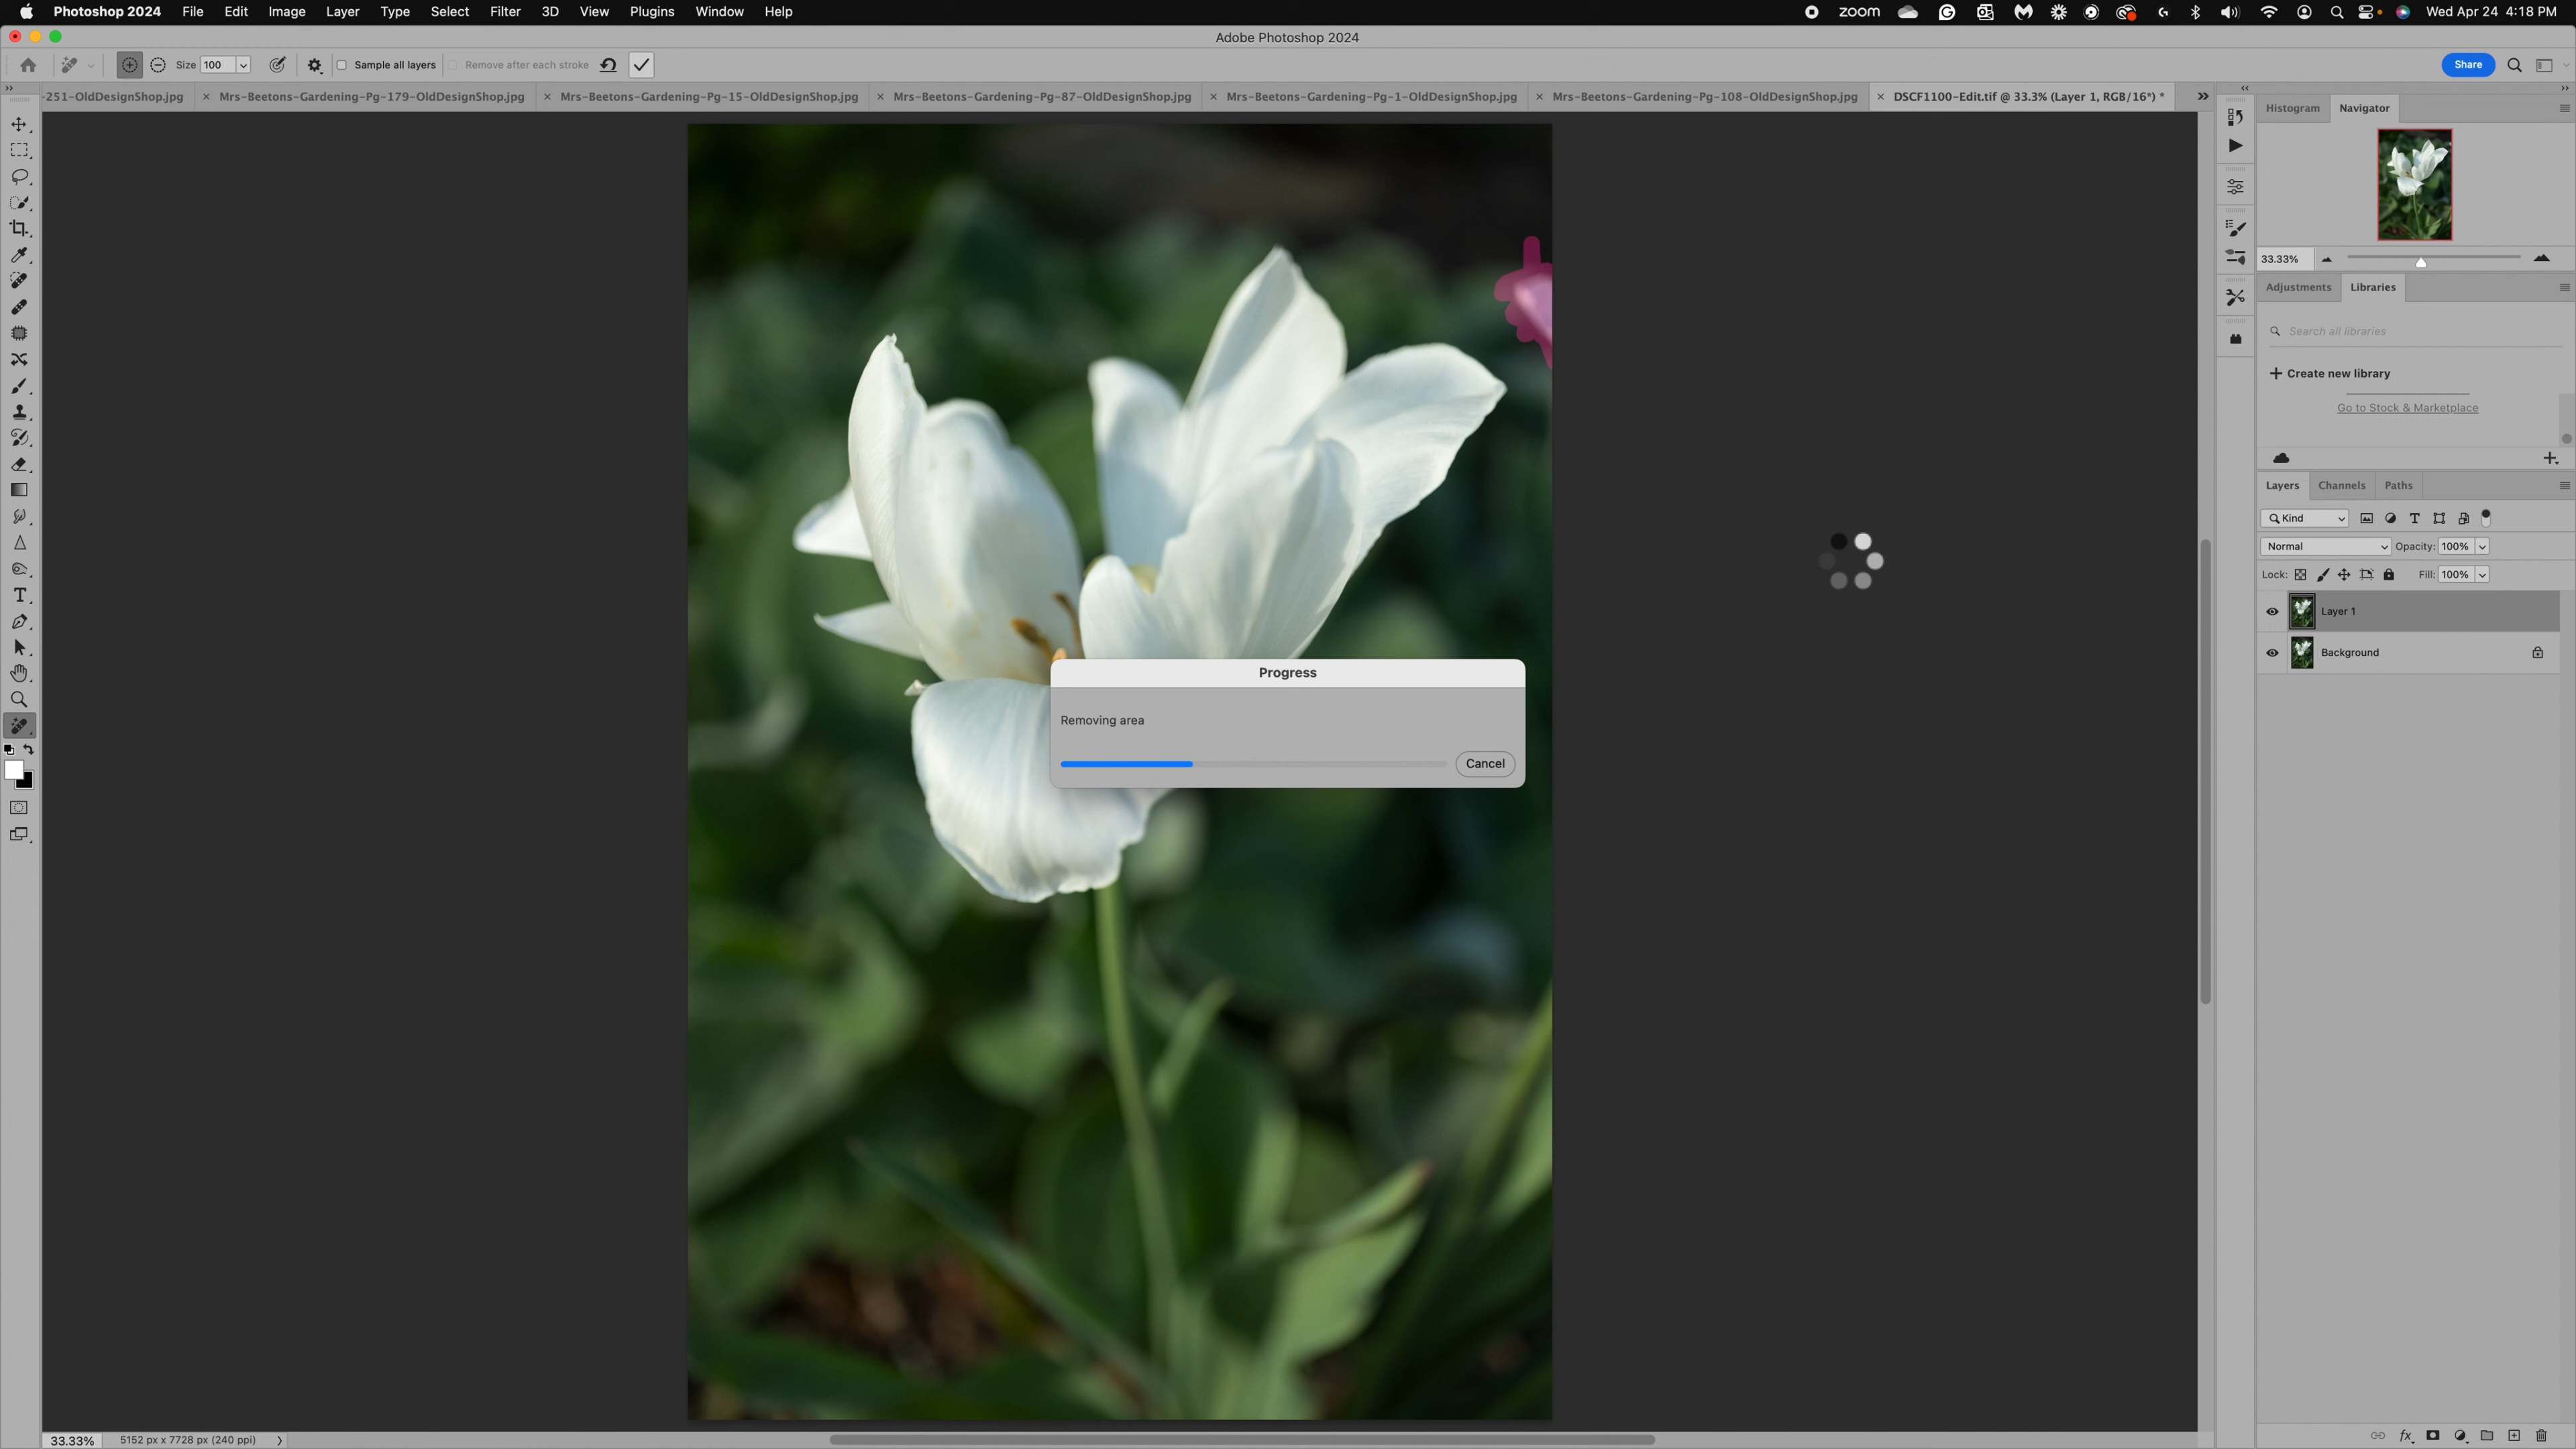 Photoshop 2024 File Edit Image Layer Type Select Filter 3D View Plugins Window Help zoom Wed Apr 24 4:18 PM
Adobe Photoshop 2024
Size 100 Sample all layers Remove after each stroke Share
-251-OldDesignShop.jpg × Mrs-Beetons-Gardening-Pg-179-OldDesignShop.jpg × Mrs-Beetons-Gardening-Pg-15-OldDesignShop.jpg × Mrs-Beetons-Gardening-Pg-87-OldDesignShop.jpg × Mrs-Beetons-Gardening-Pg-1-OldDesignShop.jpg × Mrs-Beetons-Gardening-Pg-108-OldDesignShop.jpg × DSCF1100-Edit.tif @ 33.3% (Layer 1, RGB/16*) *
Histogram Navigator
33.33%
Adjustments Libraries
Search all libraries
+ Create new library
Go to Stock & Marketplace
Layers Channels Paths
Kind
Normal Opacity: 100%
Lock: Fill: 100%
Layer 1
Background
Progress
Removing area
Cancel
33.33% 5152 px x 7728 px (240 ppi)